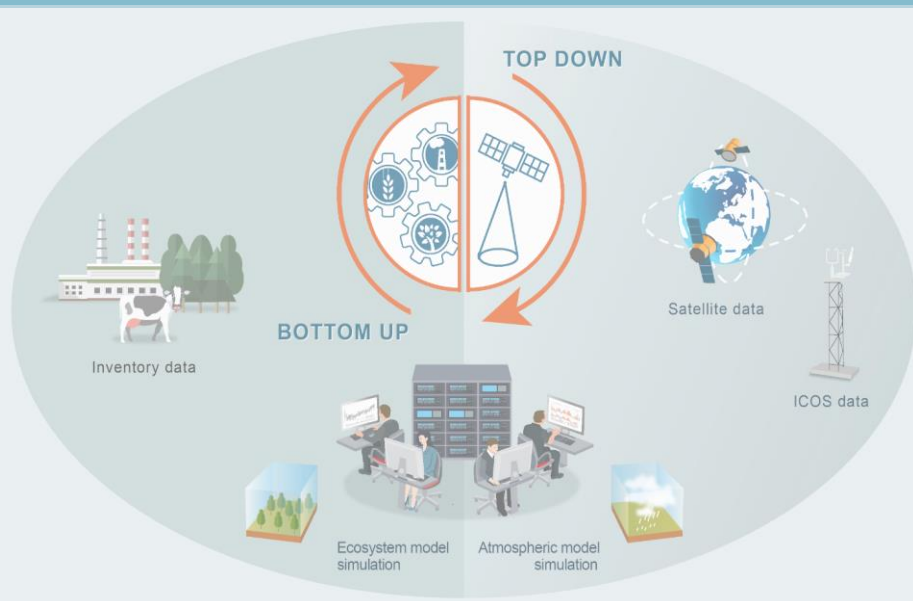 TOP DOWN
BOTTOM UP
Inventory data
Satellite data
ICOS data
Ecosystem model
simulation
Atmospheric model
simulation